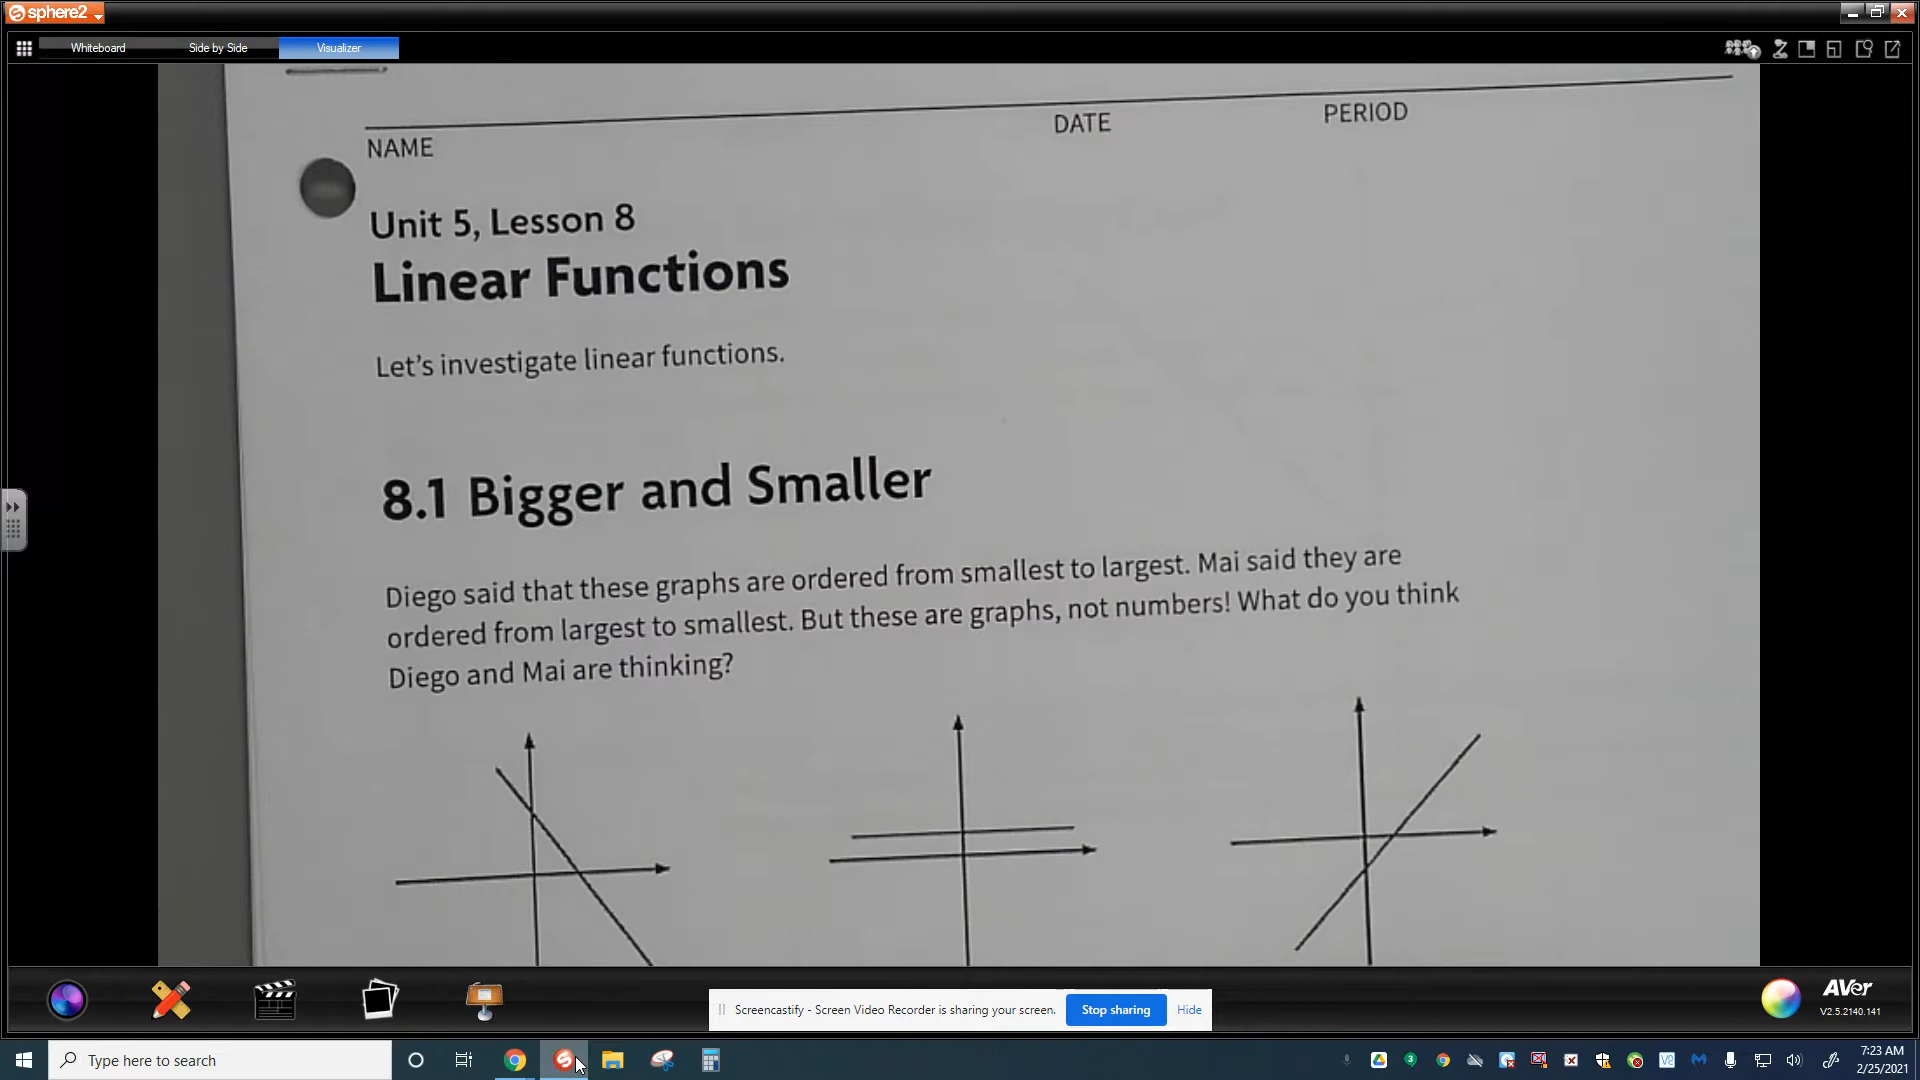 sphere2
Whiteboard
Side by Side
Visualizer
NAME
DATE
PERIOD
Unit 5, Lesson 8
Linear Functions
Let's investigate linear functions.
8.1 Bigger and Smaller
Diego said that these graphs are ordered from smallest to largest. Mai said they are
ordered from largest to smallest. But these are graphs, not numbers! What do you think
Diego and Mai are thinking?
Screencastify - Screen Video Recorder is sharing your screen.
Stop sharing
Hide
AVer
V2.5.2140.141
Type here to search
7:23 AM
2/25/2021